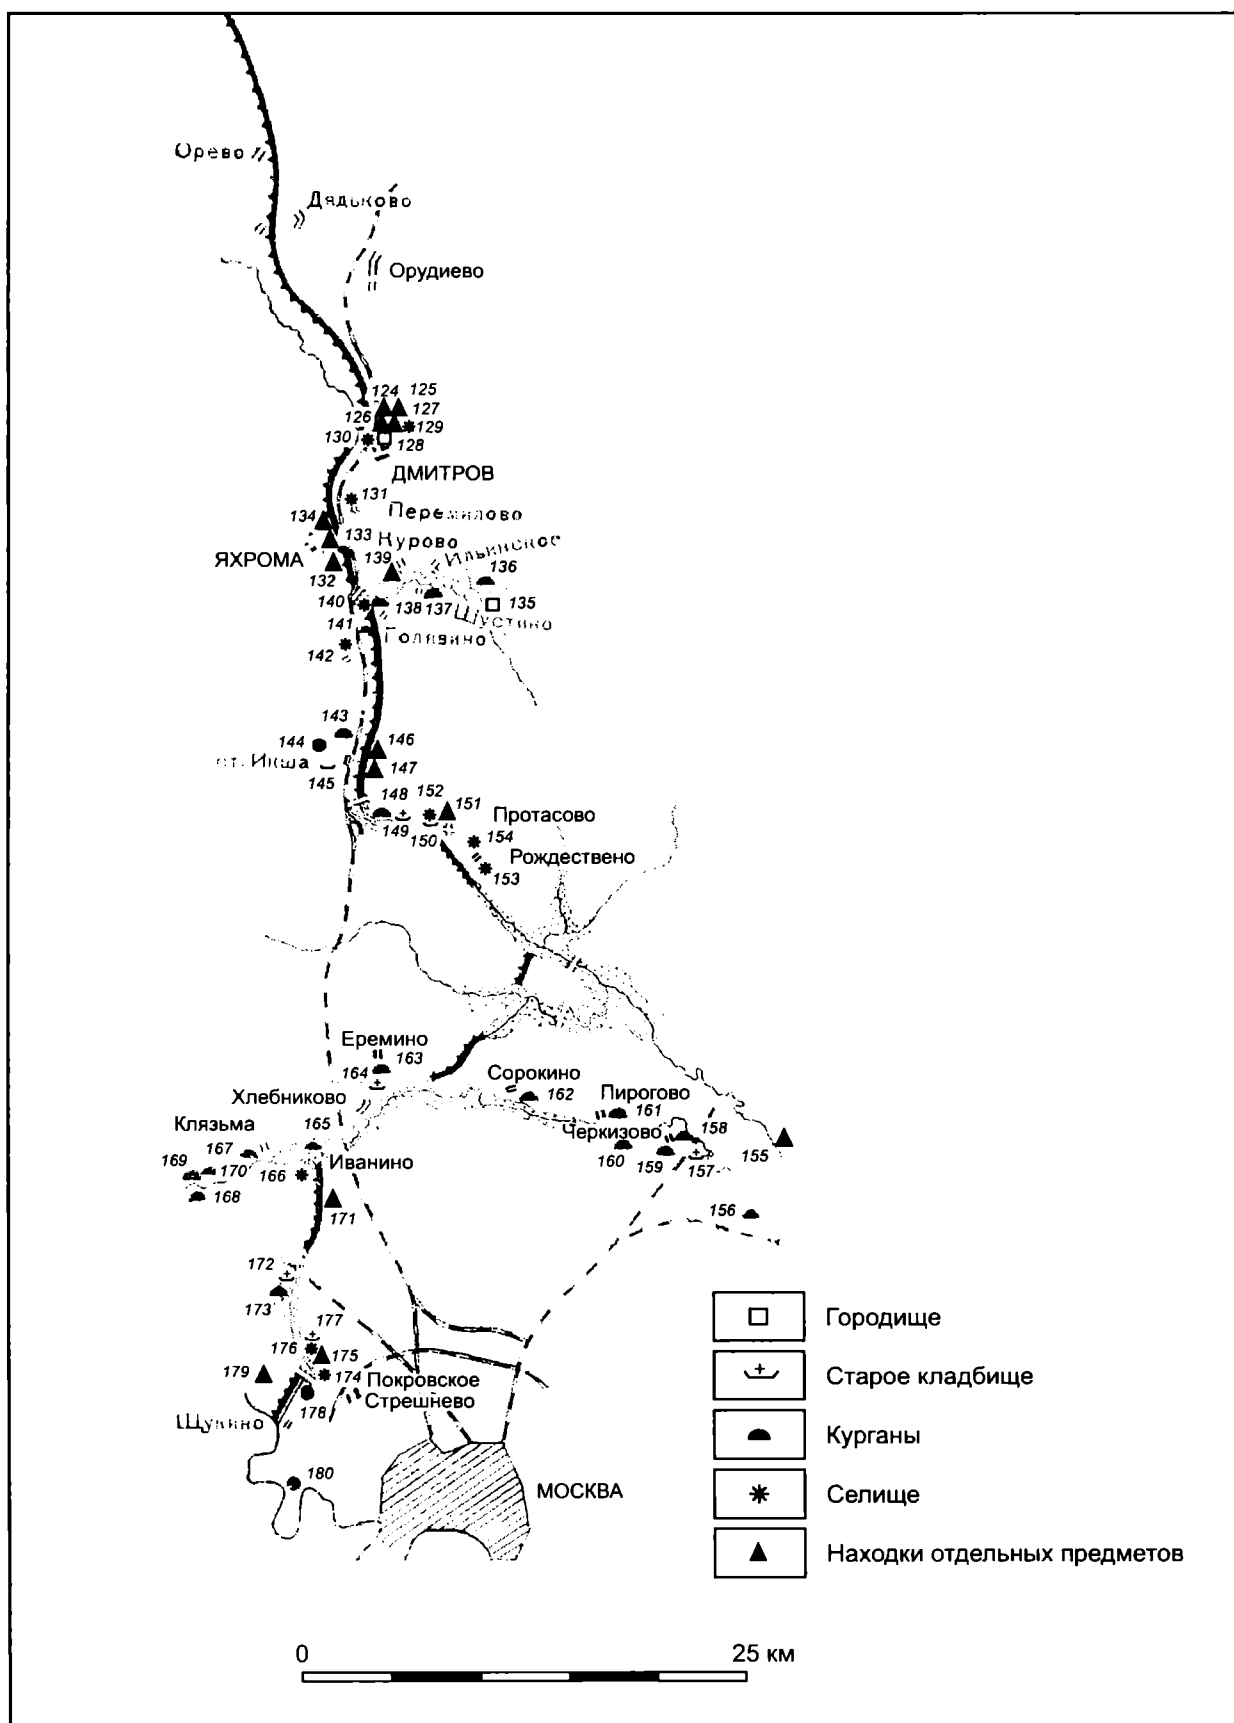 Орево
Дядьково
Орудиево
124 125
126 127
130 129
128
ДМИТРОВ
131
134 Перемилово
133 Курово
ЯХРОМА 139 Ильинское
132 136
140 138 137 135
Шустино
141 Голявино
142
143
144 146
ст. Икша 147
145
148 152 151
149 150 Протасово
154
Рождествено
153
Еремино
163
164 Сорокино
Хлебниково 162 Пирогово
Клязьма 165 161
167 Черкизово 158
169 170 Иванино 160 159 157 155
166
168
171 156
172
173
177
176 175
179 174 Покровское
Стрешнево
Щукино 178
180
МОСКВА
Городище
Старое кладбище
Курганы
Селище
Находки отдельных предметов
0 25 км